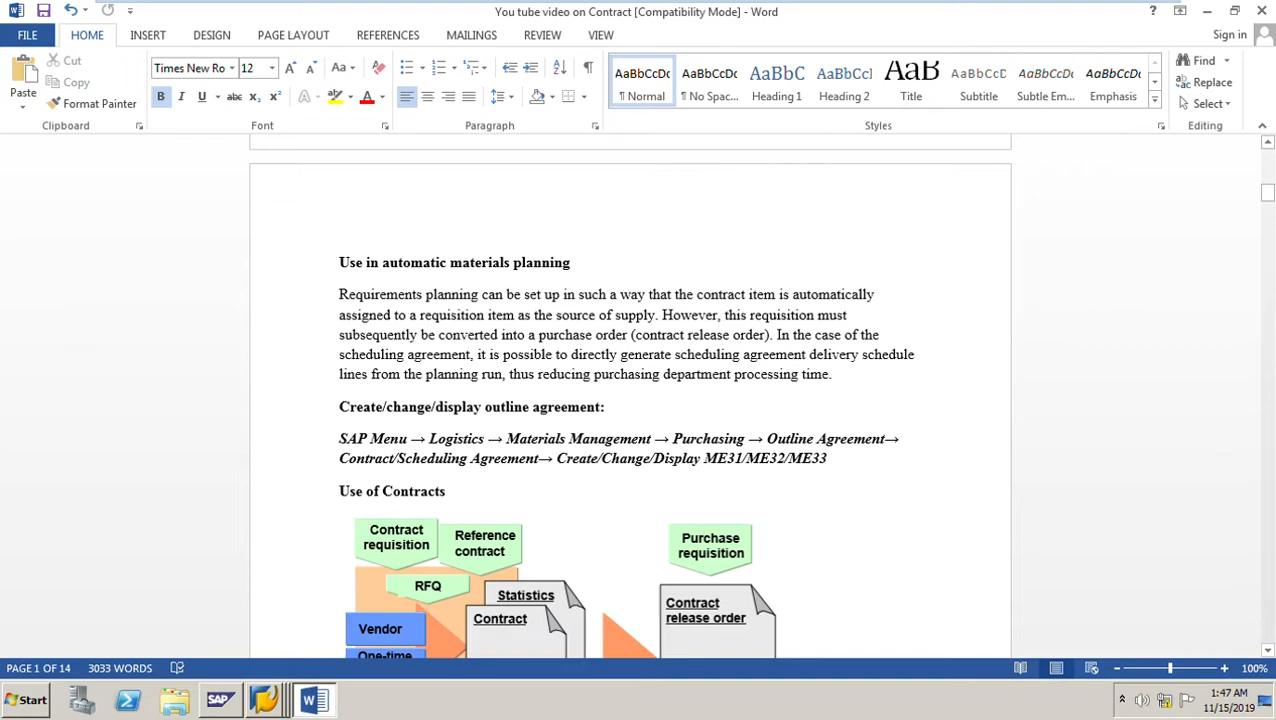 You tube video on Contract [Compatibility Mode] - Word
FILE HOME INSERT DESIGN PAGE LAYOUT REFERENCES MAILINGS REVIEW VIEW Sign in
Paste
Cut
Copy
Format Painter
Clipboard
Times New Ro 12
Aa
B I U abc x₂ x² A A
Font
Paragraph
AaBbCcDc AaBbCcDc AaBbC AaBbCc AaB AaBbCcD AaBbCcDc AaBbCcDc
¶ Normal ¶ No Spac... Heading 1 Heading 2 Title Subtitle Subtle Em... Emphasis
Styles
Find
Replace
Select
Editing
Use in automatic materials planning
Requirements planning can be set up in such a way that the contract item is automatically
assigned to a requisition item as the source of supply. However, this requisition must
subsequently be converted into a purchase order (contract release order). In the case of the
scheduling agreement, it is possible to directly generate scheduling agreement delivery schedule
lines from the planning run, thus reducing purchasing department processing time.
Create/change/display outline agreement:
SAP Menu → Logistics → Materials Management → Purchasing → Outline Agreement→
Contract/Scheduling Agreement→ Create/Change/Display ME31/ME32/ME33
Use of Contracts
Contract
requisition
Reference
contract
Purchase
requisition
RFQ
Statistics
Contract
Contract
release order
Vendor
One-time
PAGE 1 OF 14 3033 WORDS 100%
Start SAP 1:47 AM
11/15/2019